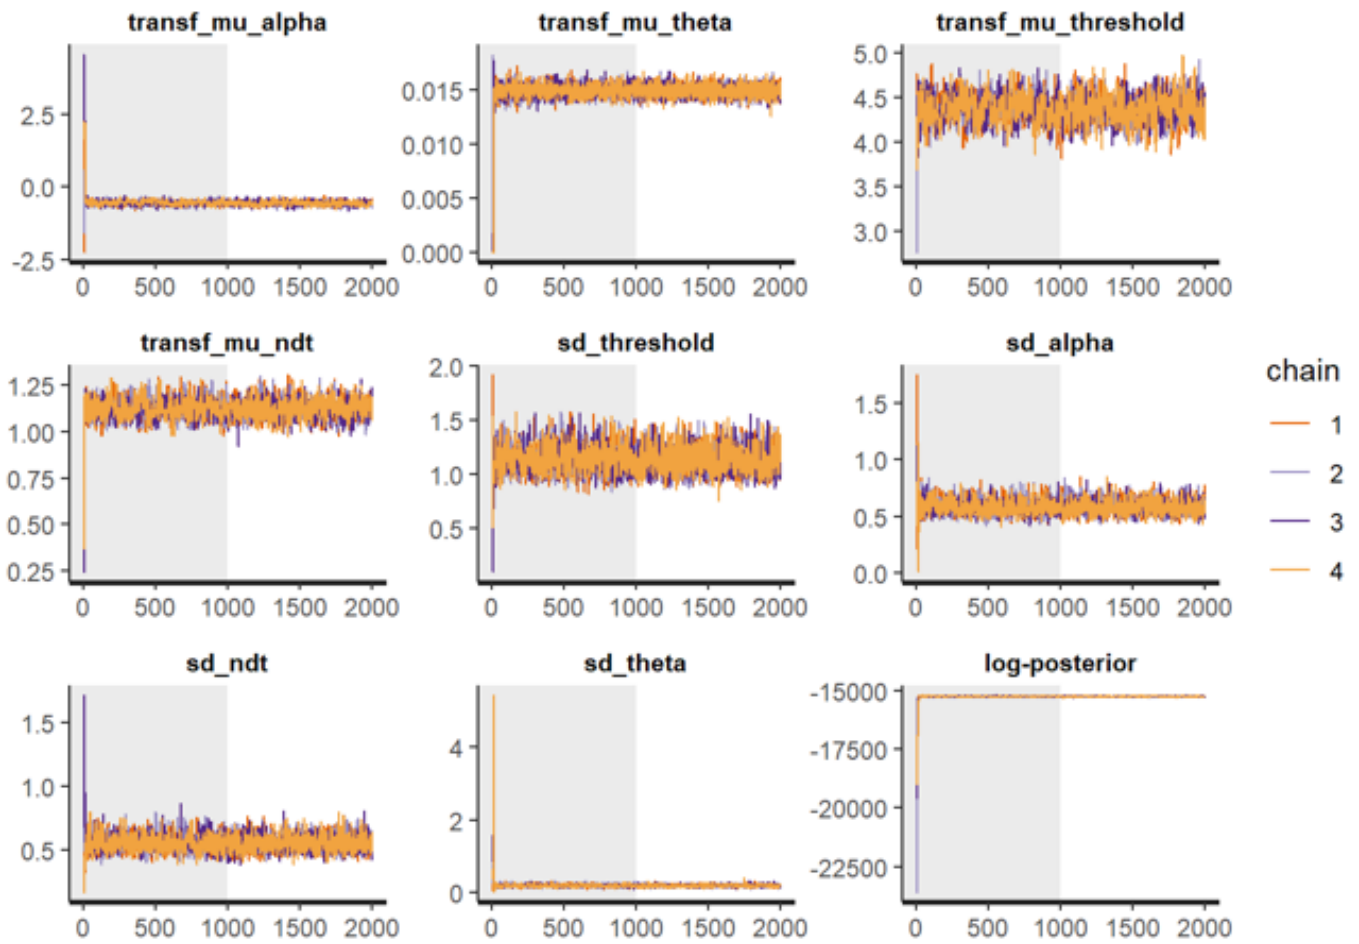 transf_mu_alpha
2.5
0.0
-2.5
0 500 1000 1500 2000
transf_mu_theta
0.015
0.010
0.005
0.000
0 500 1000 1500 2000
transf_mu_threshold
5.0
4.5
4.0
3.5
3.0
0 500 1000 1500 2000
transf_mu_ndt
1.25
1.00
0.75
0.50
0.25
0 500 1000 1500 2000
sd_threshold
2.0
1.5
1.0
0.5
0 500 1000 1500 2000
sd_alpha
1.5
1.0
0.5
0.0
0 500 1000 1500 2000
chain
1
2
3
4
sd_ndt
1.5
1.0
0.5
0 500 1000 1500 2000
sd_theta
4
2
0
0 500 1000 1500 2000
log-posterior
-15000
-17500
-20000
-22500
0 500 1000 1500 2000